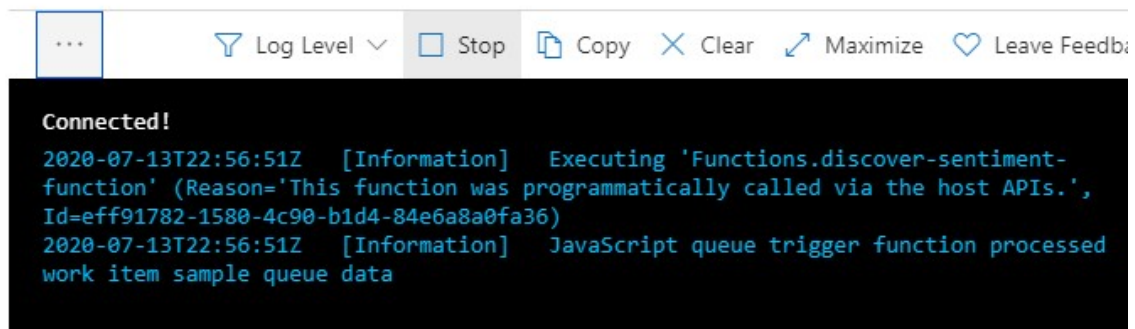 ... Log Level Stop Copy Clear Maximize Leave Feedba
Connected!
2020-07-13T22:56:51Z [Information] Executing 'Functions.discover-sentiment-
function' (Reason='This function was programmatically called via the host APIs.',
Id=eff91782-1580-4c90-b1d4-84e6a8a0fa36)
2020-07-13T22:56:51Z [Information] JavaScript queue trigger function processed
work item sample queue data